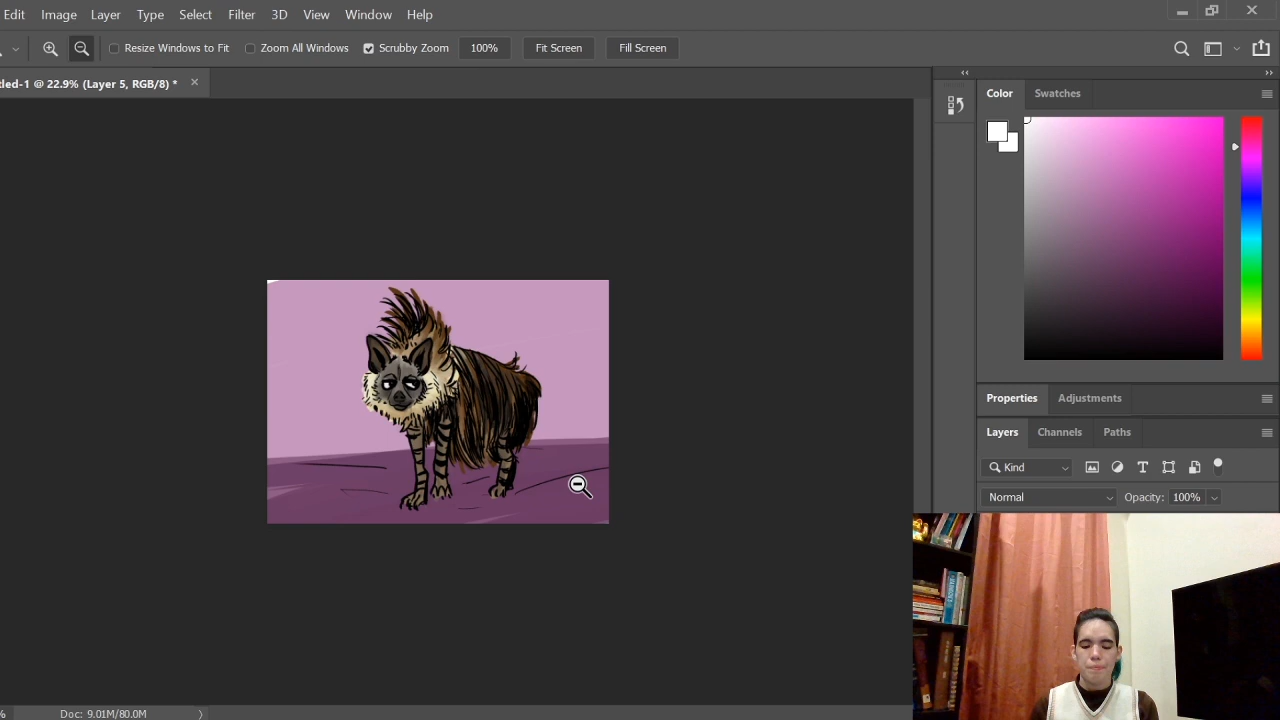 Edit Image Layer Type Select Filter 3D View Window Help
Resize Windows to Fit Zoom All Windows Scrubby Zoom 100% Fit Screen Fill Screen
tled-1 @ 22.9% (Layer 5, RGB/8) *
Color Swatches
Properties Adjustments
Layers Channels Paths
Kind
Normal Opacity: 100%
% Doc: 9.01M/80.0M